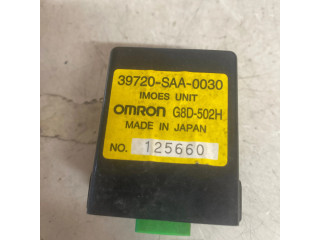 39720-SAA-0030
IMOES UNIT
OMRON G8D-502H
MADE IN JAPAN
NO. 125660